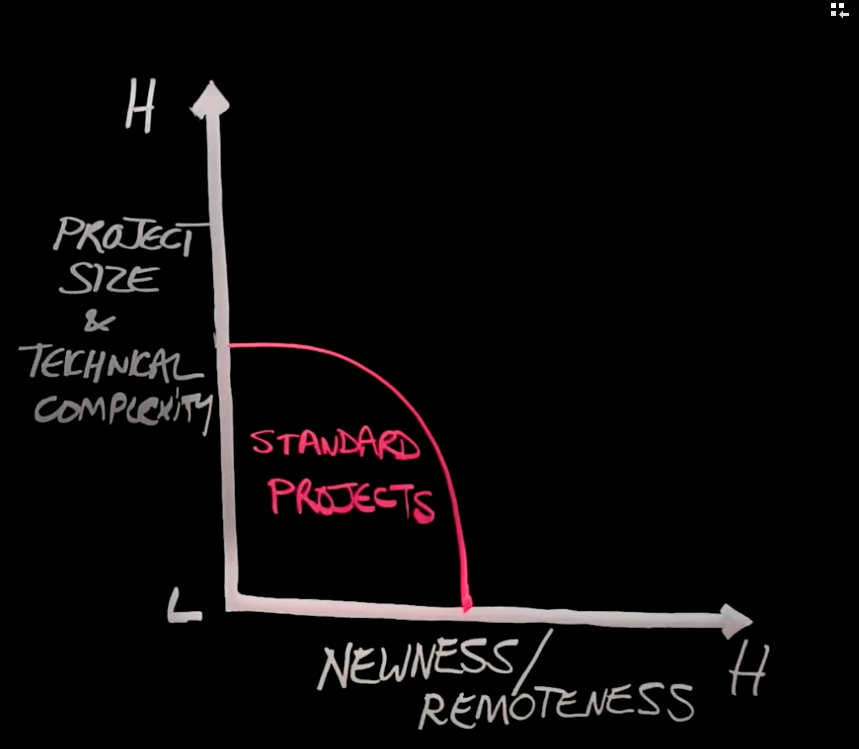 H
PROJECT
SIZE
&
TECHNICAL
COMPLEXITY
STANDARD
PROJECTS
L
NEWNESS/
REMOTENESS
H